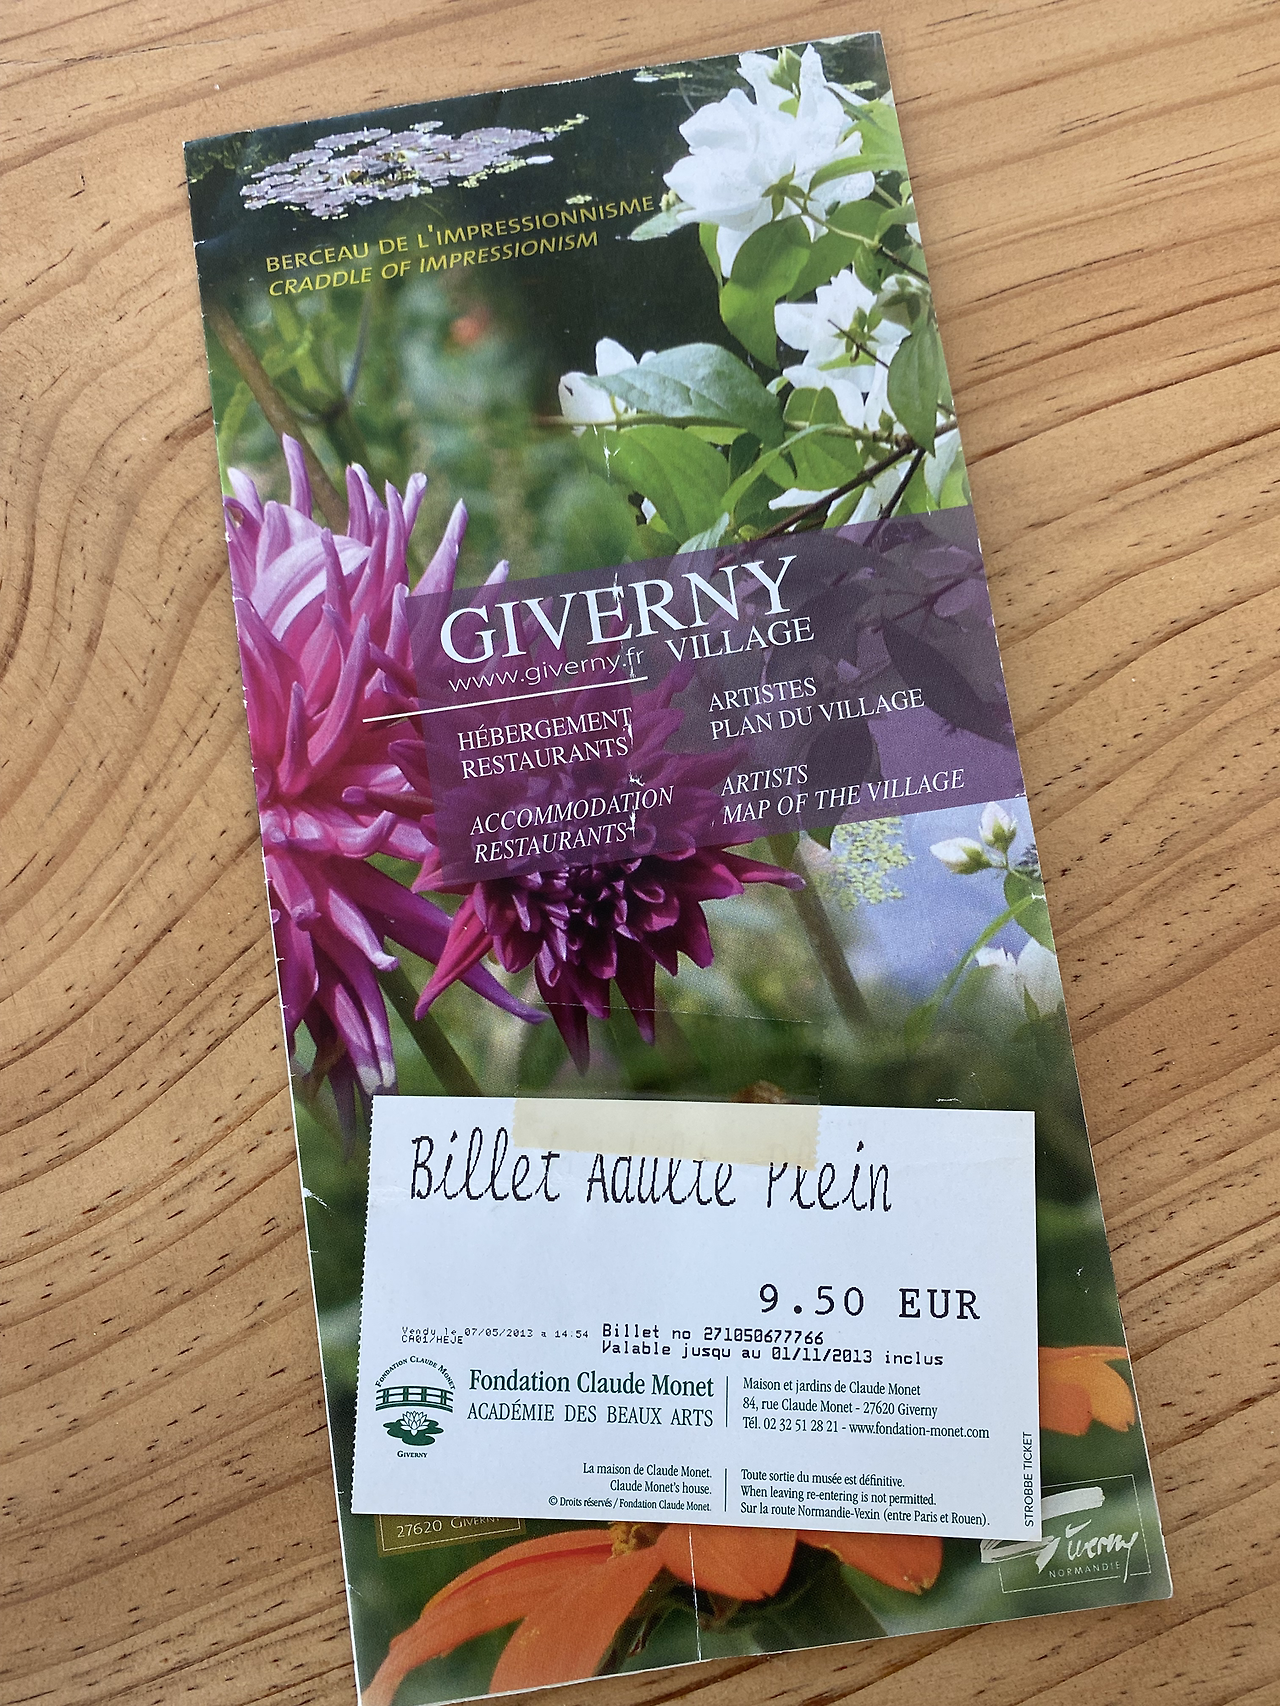 BERCEAU DE L'IMPRESSIONNISME
CRADDLE OF IMPRESSIONISM
GIVERNY
www.giverny.fr VILLAGE
HÉBERGEMENT
RESTAURANTS
ARTISTES
PLAN DU VILLAGE
ACCOMMODATION
RESTAURANTS
ARTISTS
MAP OF THE VILLAGE
Billet Adulte Plein
9.50 EUR
Vendu le 07/05/2013 a 14.54
CA01/HEJE
Billet no 271050677766
Valable jusqu au 01/11/2013 inclus
FONDATION CLAUDE MONET
GIVERNY
Fondation Claude Monet
ACADÉMIE DES BEAUX ARTS
Maison et jardins de Claude Monet
84, rue Claude Monet - 27620 Giverny
Tél. 02 32 51 28 21 - www.fondation-monet.com
La maison de Claude Monet.
Claude Monet's house.
© Droits réservés / Fondation Claude Monet.
Toute sortie du musée est définitive.
When leaving re-entering is not permitted.
Sur la route Normandie-Vexin (entre Paris et Rouen).
STROBBE TICKET
27620 GIVERNY
Giverny
NORMANDIE